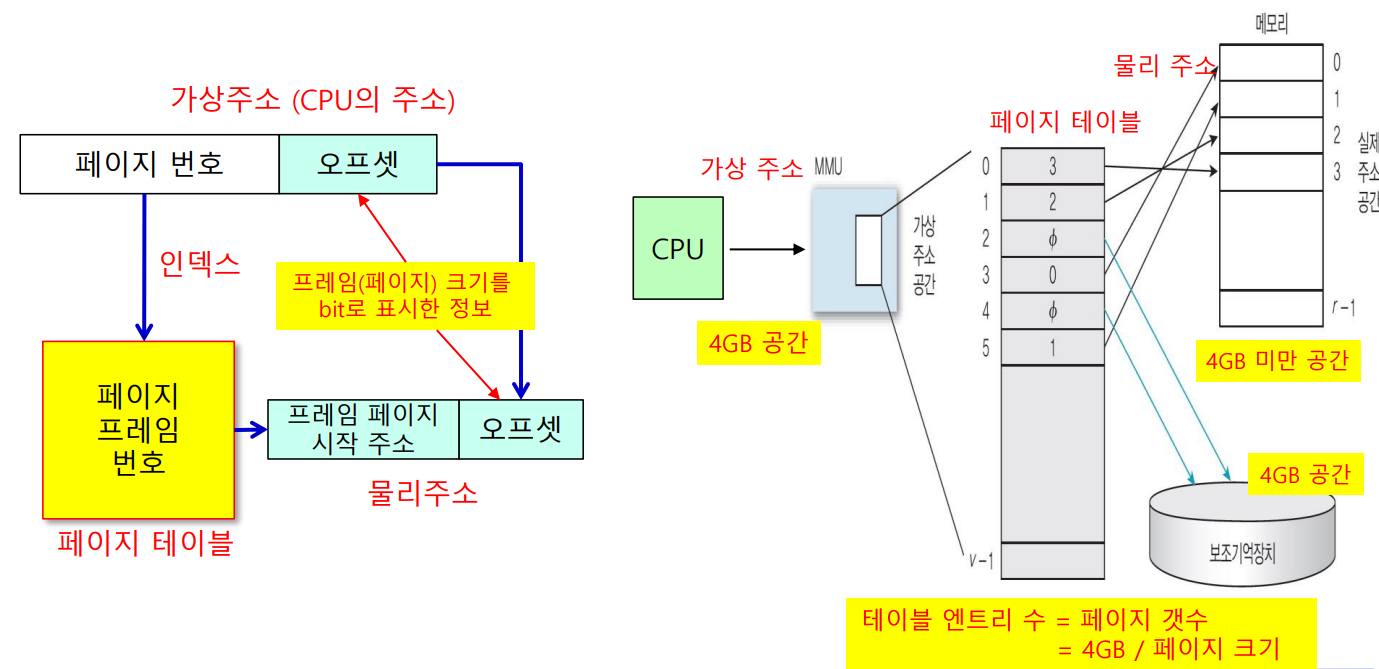 가상주소 (CPU의 주소)
페이지 번호
오프셋
인덱스
프레임(페이지) 크기를
bit로 표시한 정보
페이지
프레임
번호
프레임 페이지
시작 주소
오프셋
물리주소
페이지 테이블
메모리
물리 주소
0
1
2
3
실제
주소
공간
r-1
4GB 미만 공간
페이지 테이블
가상 주소
MMU
CPU
4GB 공간
가상
주소
공간
0 3
1 2
2 ϕ
3 0
4 ϕ
5 1
v-1
4GB 공간
보조기억장치
테이블 엔트리 수 = 페이지 갯수
= 4GB / 페이지 크기